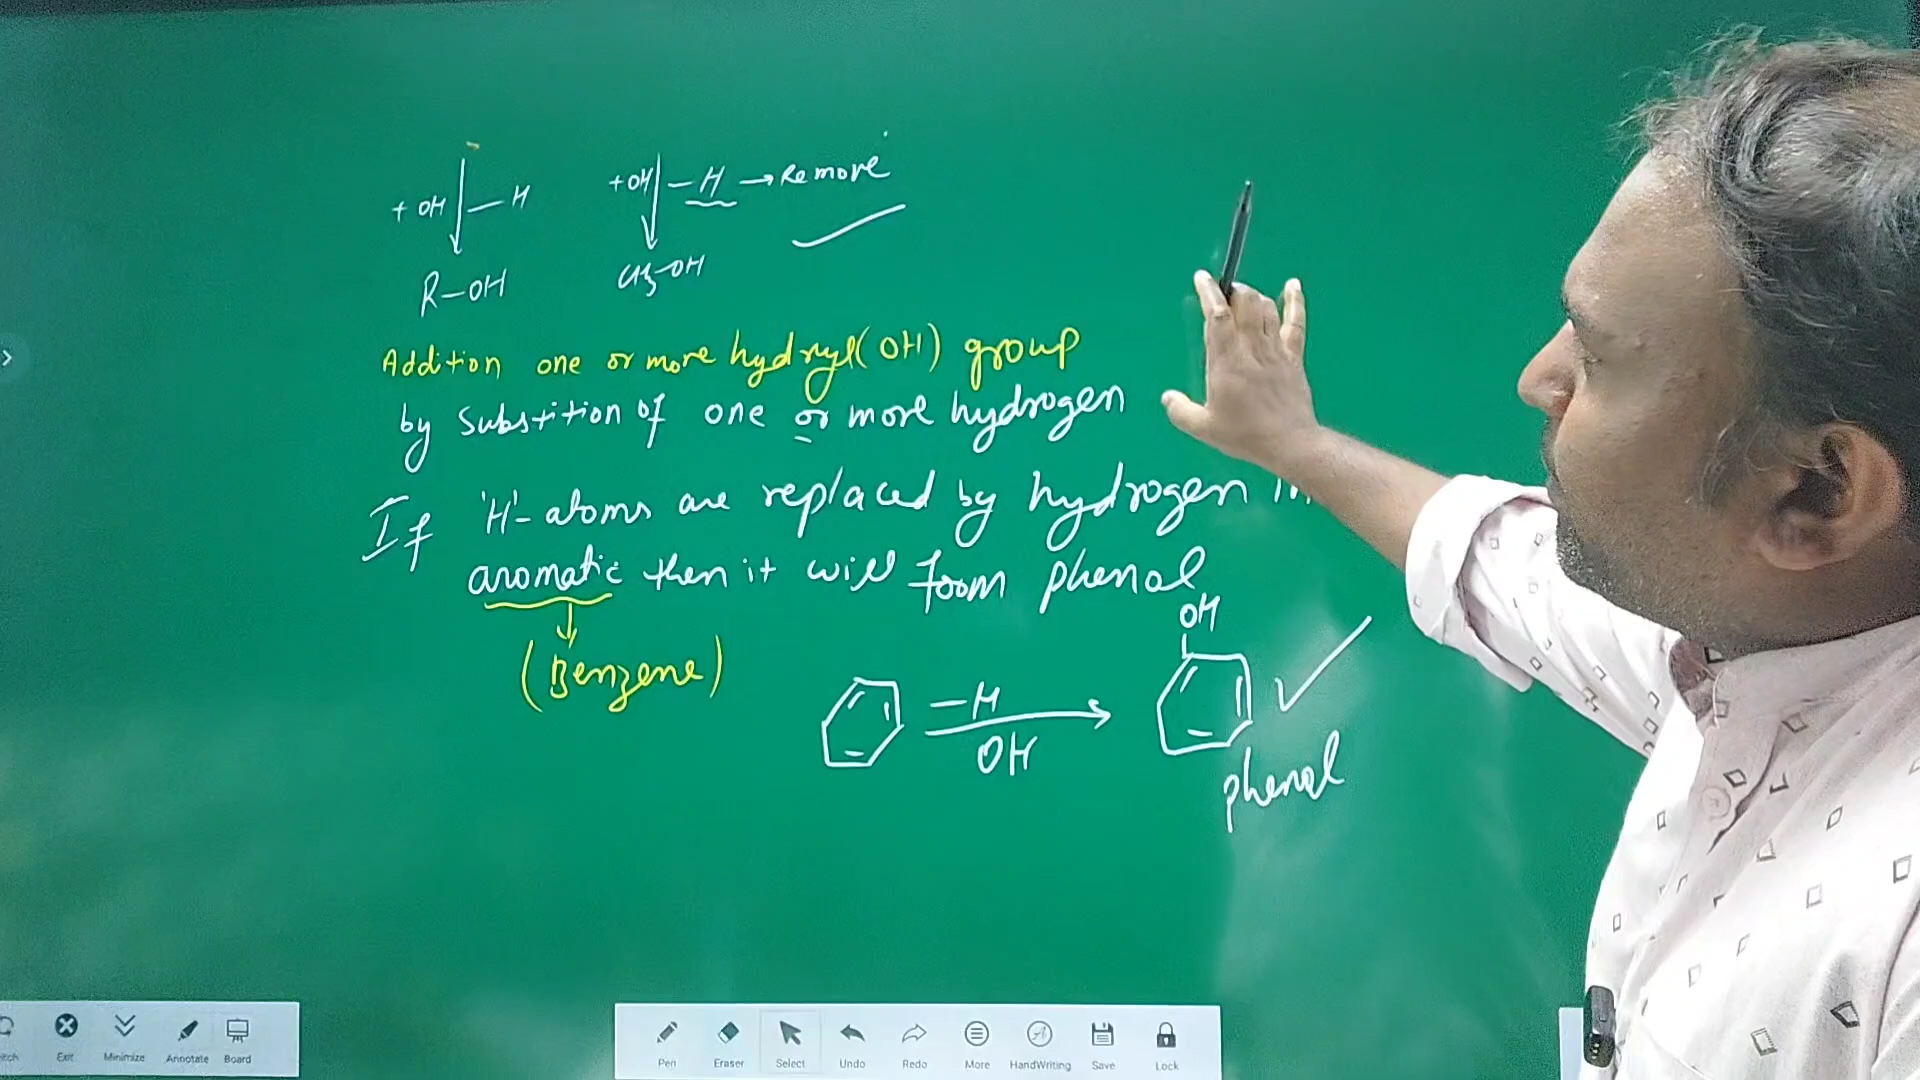 + OH – H
+OH – H → Remove
R–OH
CH3–OH
Addition one or more hydryl(OH) group
by Substition of one or more hydrogen
If 'H'- atoms are replaced by hydrogen in
aromatic then it will form phenol
(Benzene)
OH
–H
OH
phenol
Exit Minimize Annotate Board
Pen Eraser Select Undo Redo More HandWriting Save Lock